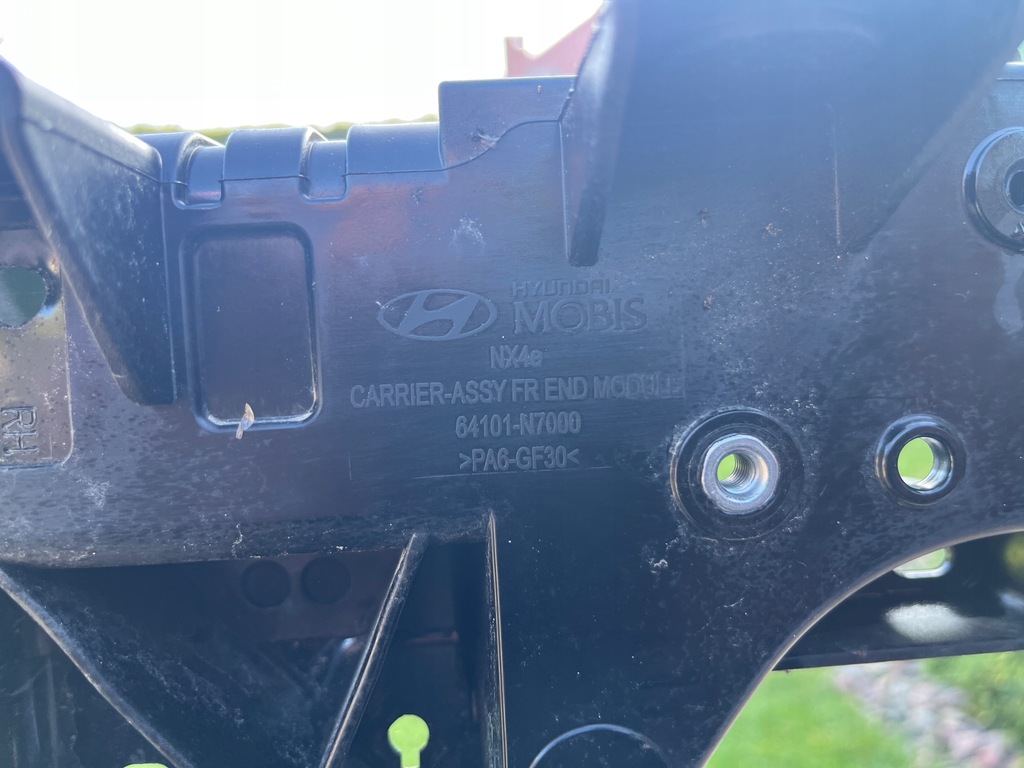 HYUNDAI
MOBIS
NX4e
CARRIER-ASSY FR END MODULE
64101-N7000
>PA6-GF30<
RH